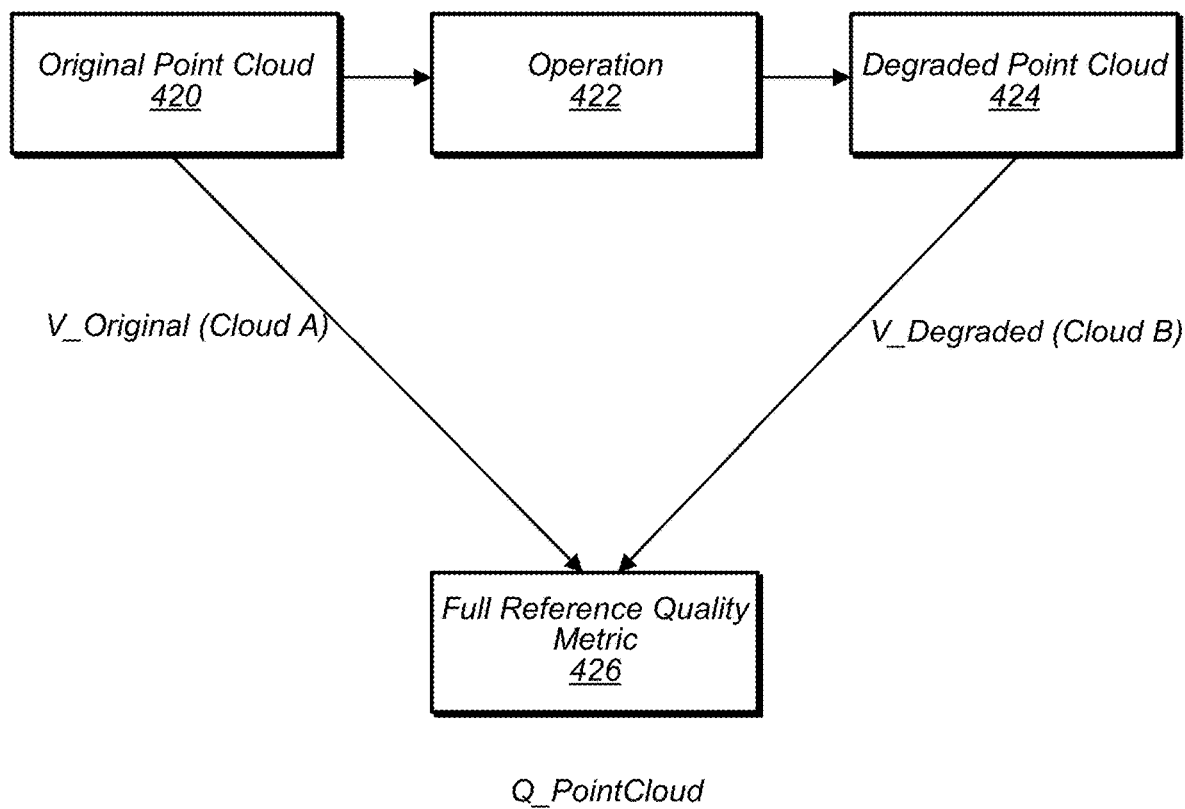 Original Point Cloud
420
Operation
422
Degraded Point Cloud
424
V_Original (Cloud A)
V_Degraded (Cloud B)
Full Reference Quality
Metric
426
Q_PointCloud